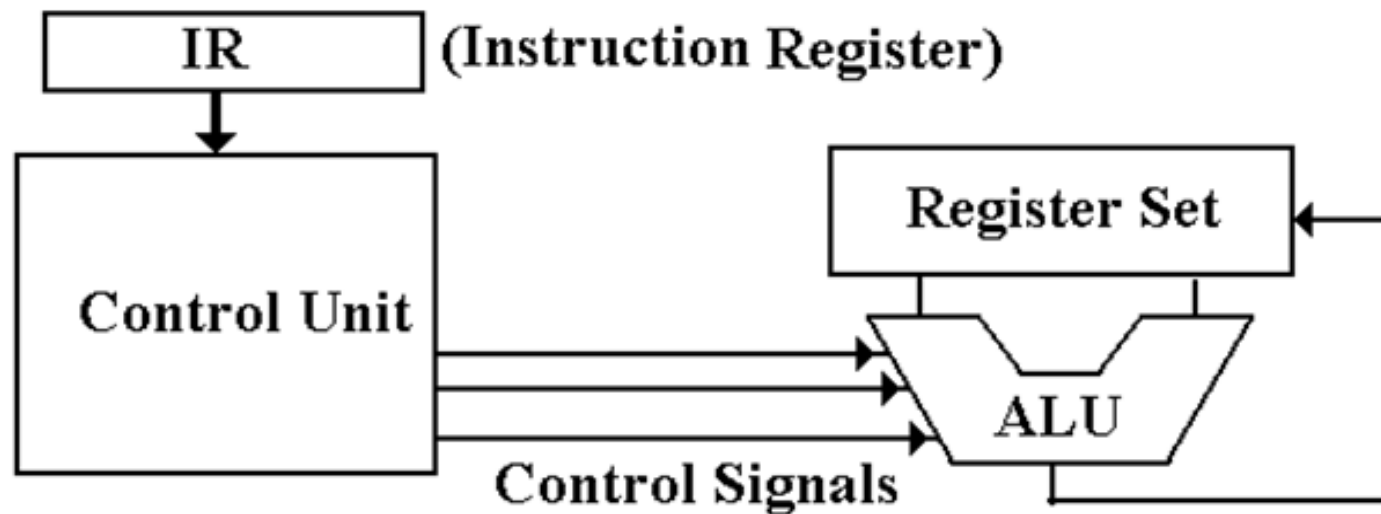 IR
(Instruction Register)
Register Set
Control Unit
ALU
Control Signals